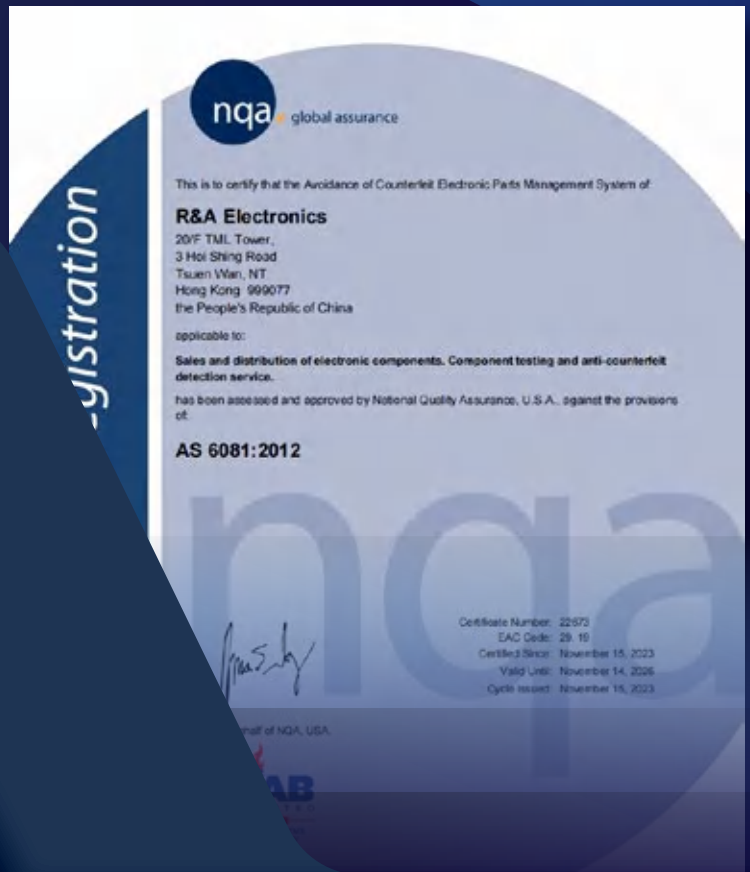 nqa. global assurance
This is to certify that the Avoidance of Counterfeit Electronic Parts Management System of
R&A Electronics
20/F TML Tower,
3 Hoi Shing Road
Tsuen Wan, NT
Hong Kong 999077
the People's Republic of China
applicable to:
Sales and distribution of electronic components. Component testing and anti-counterfeit
detection service.
has been assessed and approved by National Quality Assurance, U.S.A., against the provisions
of:
AS 6081:2012
nqa
Certificate Number: 22673
EAC Code: 29. 19
Certified Since: November 15, 2023
Valid Until: November 14, 2026
Cycle Issued: November 15, 2023
half of NQA, USA.
AB
gistration